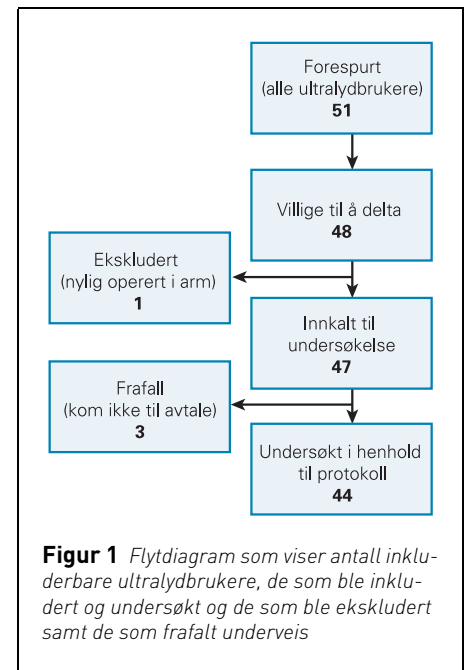 Forespurt
(alle ultralydbrukere)
51
Villige til å delta
48
Ekskludert
(nylig operert i arm)
1
Innkalt til
undersøkelse
47
Frafall
(kom ikke til avtale)
3
Undersøkt i henhold
til protokoll
44
Figur 1 Flytdiagram som viser antall inklu-
derbare ultralydbrukere, de som ble inklu-
dert og undersøkt og de som ble ekskludert
samt de som frafalt underveis